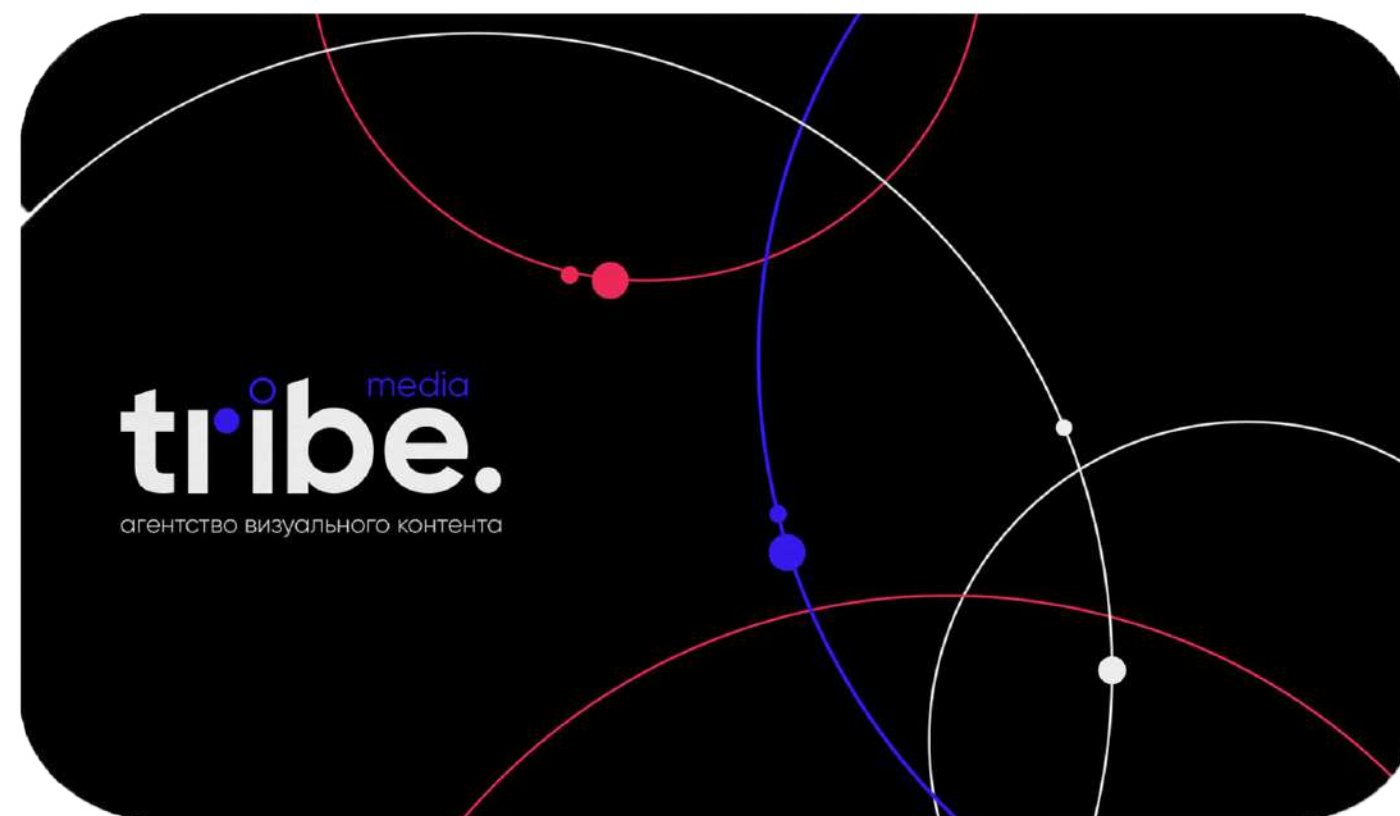 media
tribe.
агентство визуального контента